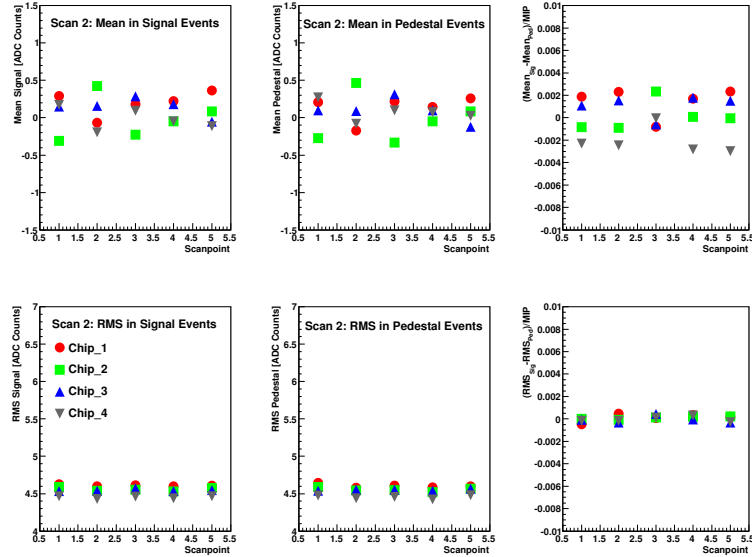 Scan 2: Mean in Signal Events
Mean Signal [ADC Counts]
1.5
1
0.5
0
-0.5
-1
-1.5
0.5 1 1.5 2 2.5 3 3.5 4 4.5 5 5.5
Scanpoint
Scan 2: Mean in Pedestal Events
Mean Pedestal [ADC Counts]
1.5
1
0.5
0
-0.5
-1
-1.5
0.5 1 1.5 2 2.5 3 3.5 4 4.5 5 5.5
Scanpoint
(Mean_Sig-Mean_Ped)/MIP
0.01
0.008
0.006
0.004
0.002
0
-0.002
-0.004
-0.006
-0.008
-0.01
0.5 1 1.5 2 2.5 3 3.5 4 4.5 5 5.5
Scanpoint
Scan 2: RMS in Signal Events
Chip_1
Chip_2
Chip_3
Chip_4
RMS Signal [ADC Counts]
7
6.5
6
5.5
5
4.5
4
0.5 1 1.5 2 2.5 3 3.5 4 4.5 5 5.5
Scanpoint
Scan 2: RMS in Pedestal Events
RMS Pedestal [ADC Counts]
7
6.5
6
5.5
5
4.5
4
0.5 1 1.5 2 2.5 3 3.5 4 4.5 5 5.5
Scanpoint
(RMS_Sig-RMS_Ped)/MIP
0.01
0.008
0.006
0.004
0.002
0
-0.002
-0.004
-0.006
-0.008
-0.01
0.5 1 1.5 2 2.5 3 3.5 4 4.5 5 5.5
Scanpoint